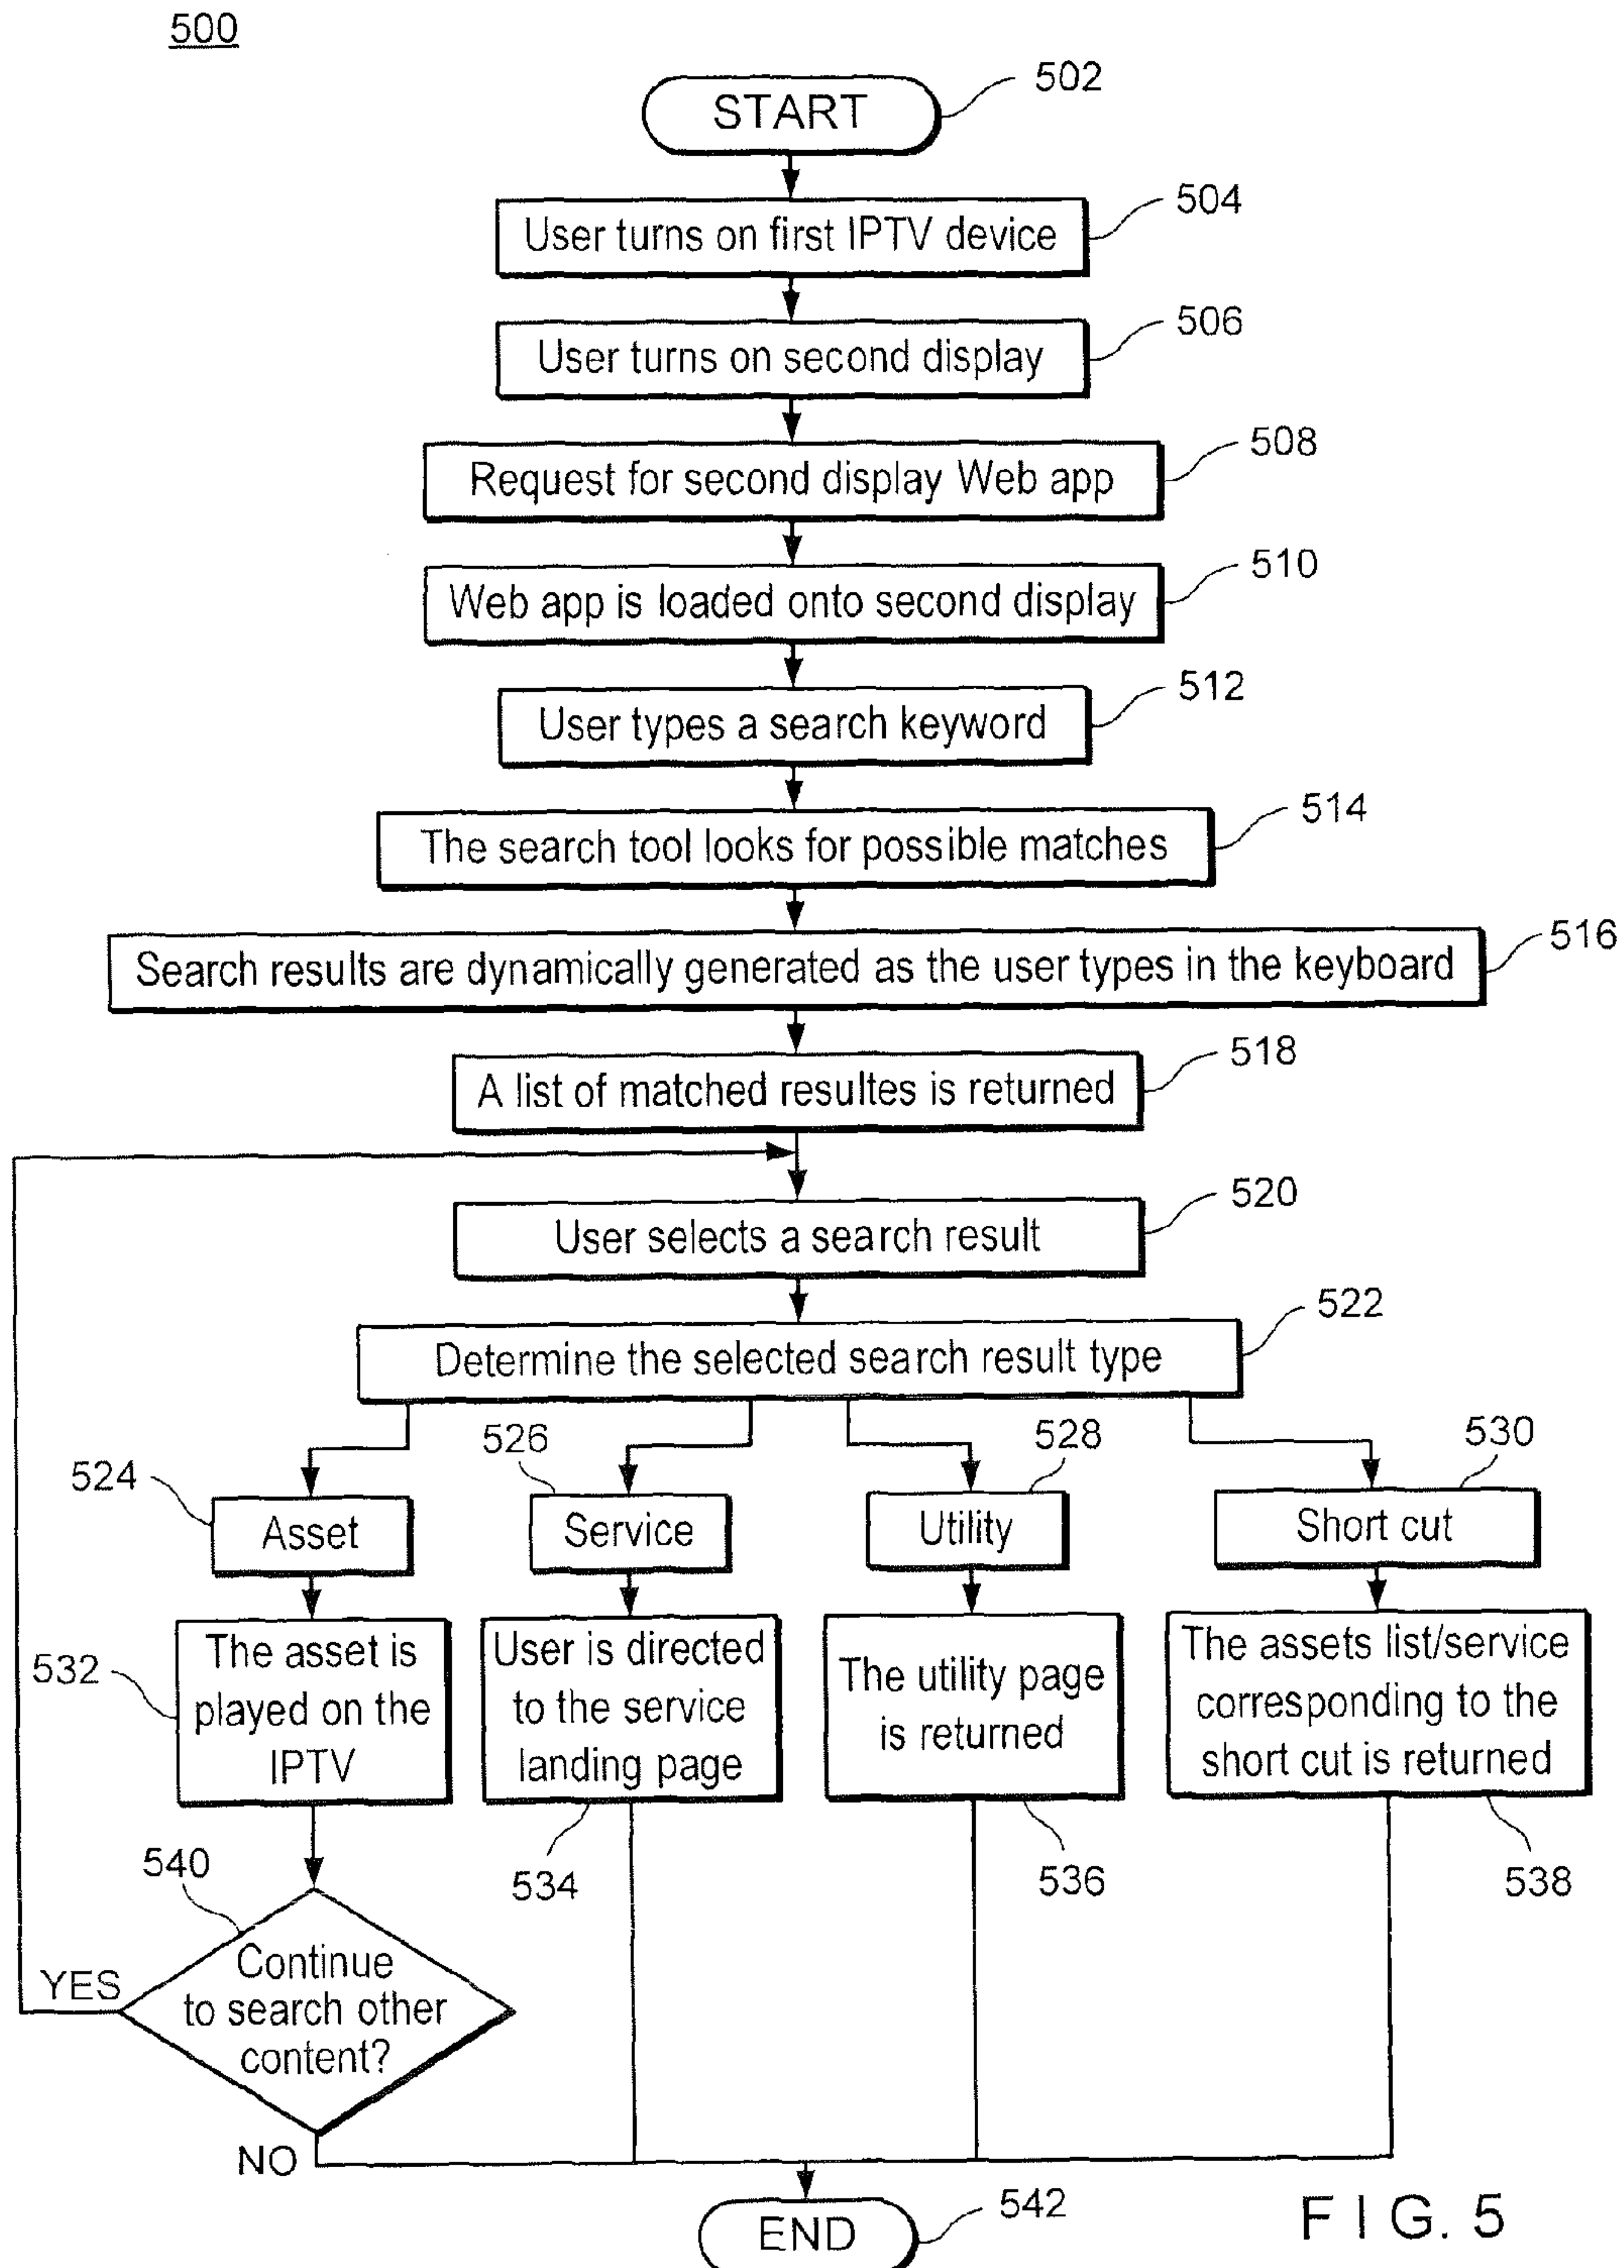 500
START
502
User turns on first IPTV device
504
User turns on second display
506
Request for second display Web app
508
Web app is loaded onto second display
510
User types a search keyword
512
The search tool looks for possible matches
514
Search results are dynamically generated as the user types in the keyboard
516
A list of matched resultes is returned
518
User selects a search result
520
Determine the selected search result type
522
524
Asset
526
Service
528
Utility
530
Short cut
532
The asset is
played on the
IPTV
User is directed
to the service
landing page
534
The utility page
is returned
536
The assets list/service
corresponding to the
short cut is returned
538
540
Continue
to search other
content?
YES
NO
END
542
FIG. 5